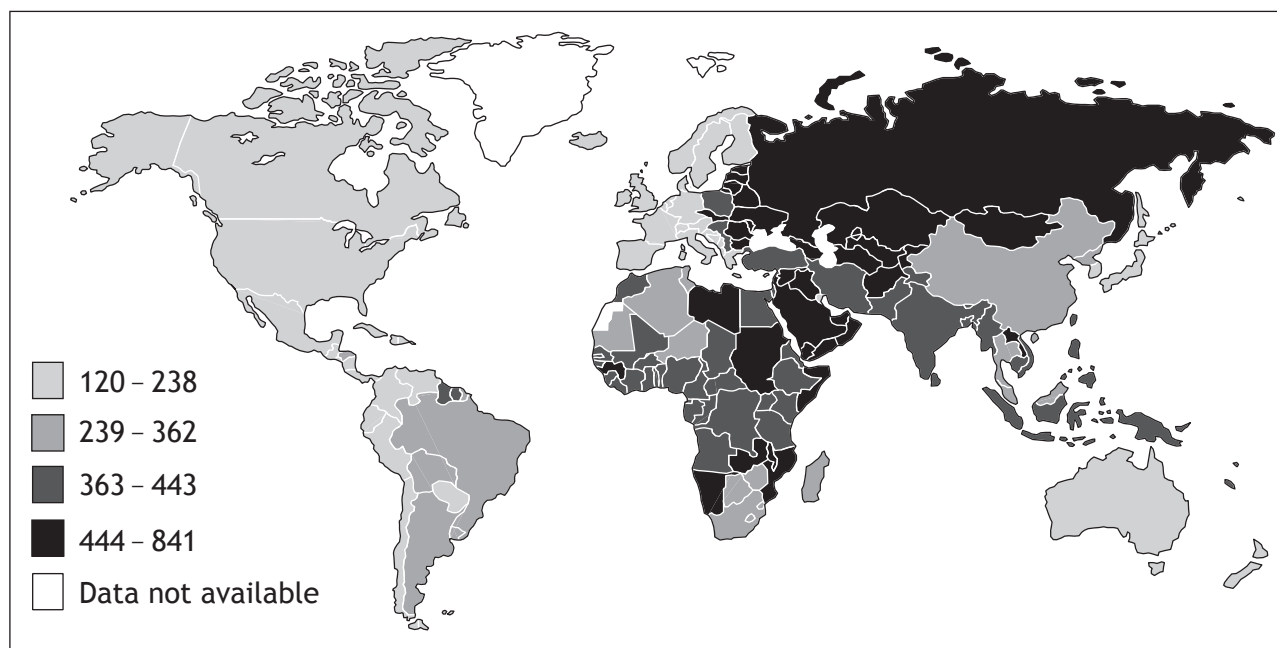 120 – 238
239 – 362
363 – 443
444 – 841
Data not available